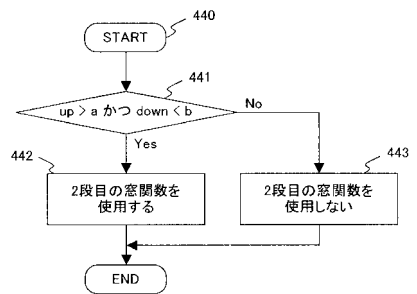 440
START
441
up > a かつ down < b
No
Yes
442
443
2段目の窓関数を
使用する
2段目の窓関数を
使用しない
END